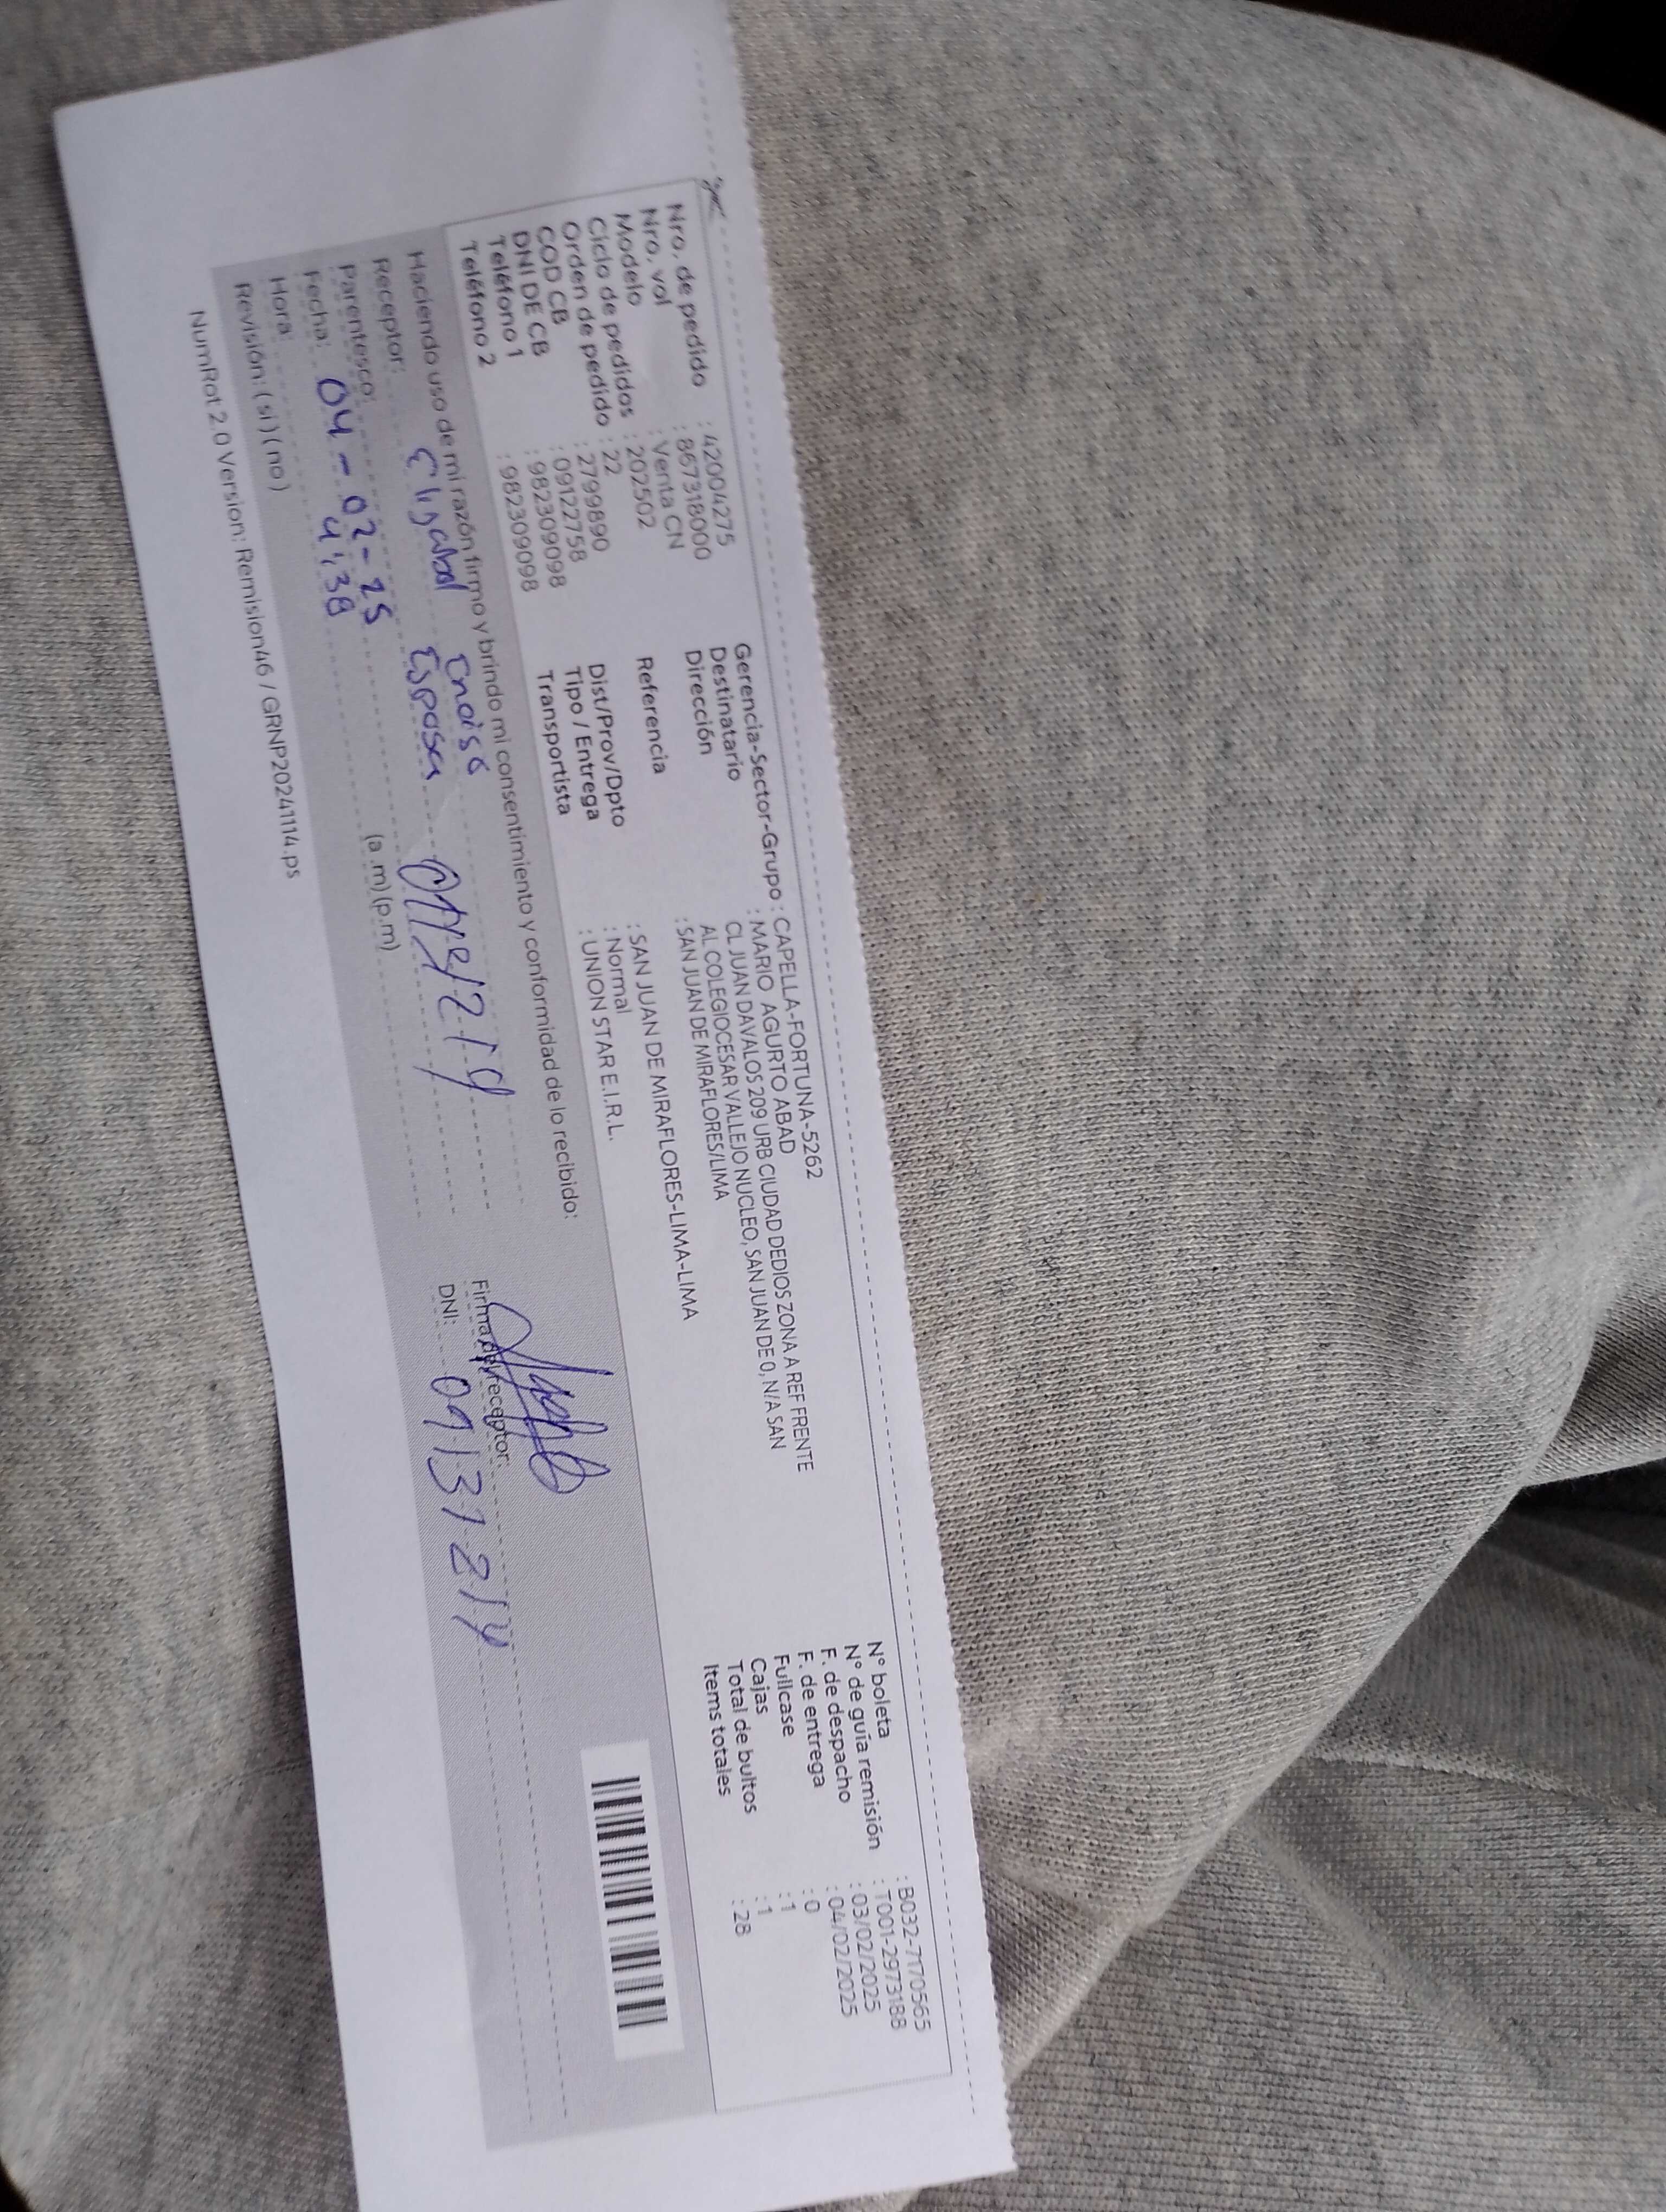 Nro. de pedido : 42004275
Nro. vol : 867318000
Modelo : Venta CN
Ciclo de pedidos : 202502
Orden de pedido : 22
COD CB : 2799890
DNI DE CB : 09122758
Teléfono 1 : 982309098
Teléfono 2 : 982309098
Gerencia-Sector-Grupo : CAPELLA-FORTUNA-5262
Destinatario : MARIO AGURTO ABAD
Dirección CL JUAN DAVALOS 209 URB CIUDAD DEDIOS ZONA A REF FRENTE
AL COLEGIOCESAR VALLEJO NUCLEO, SAN JUAN DE 0, N/A SAN
Referencia : SAN JUAN DE MIRAFLORES/LIMA
Dist/Prov/Dpto : SAN JUAN DE MIRAFLORES-LIMA-LIMA
Tipo / Entrega : Normal
Transportista : UNION STAR E.I.R.L.
N° boleta : B032-7170565
N° de guía remisión : T001-2973188
F. de despacho : 03/02/2025
F. de entrega : 04/02/2025
Fullcase : 0
Cajas : 1
Total de bultos : 1
Items totales : 28
Haciendo uso de mi razón firmo y brindo mi consentimiento y conformidad de lo recibido:
Receptor:
Parentesco: Esposa
Fecha: 04-02-25
Hora: 4:38 (a.m)(p.m)
Revisión: (si) (no)
Firma del receptor:
DNI: 09131214
NumRot 2.0 Version: Remision46 / GRNP20241114.ps